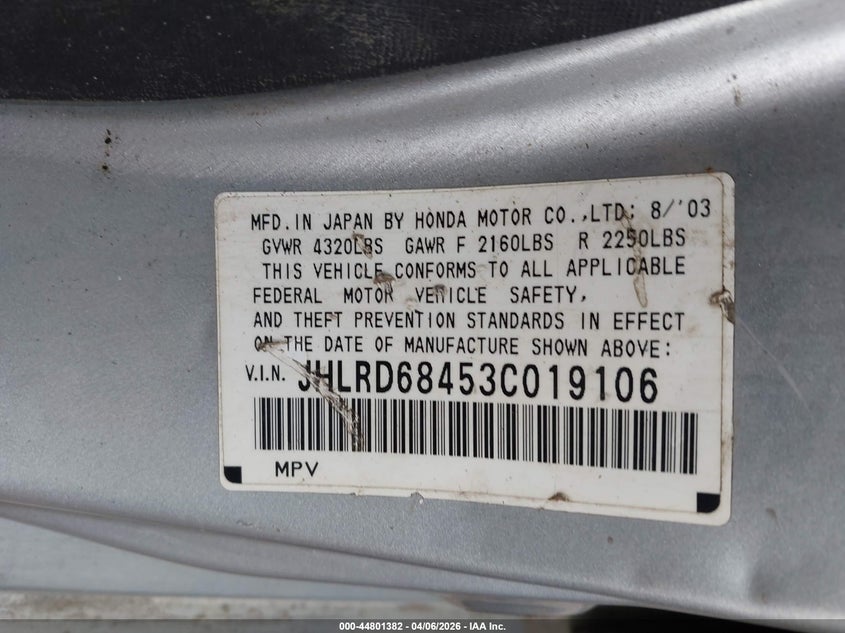 MFD. IN JAPAN BY HONDA MOTOR CO., LTD: 8/'03
GVWR 4320LBS GAWR F 2160LBS R 2250LBS
THIS VEHICLE CONFORMS TO ALL APPLICABLE
FEDERAL MOTOR VEHICLE SAFETY,
AND THEFT PREVENTION STANDARDS IN EFFECT
ON THE DATE OF MANUFACTURE SHOWN ABOVE:
V.I.N. JHLRD68453C019106
MPV
000-44801382 - 04/06/2026 - IAA Inc.